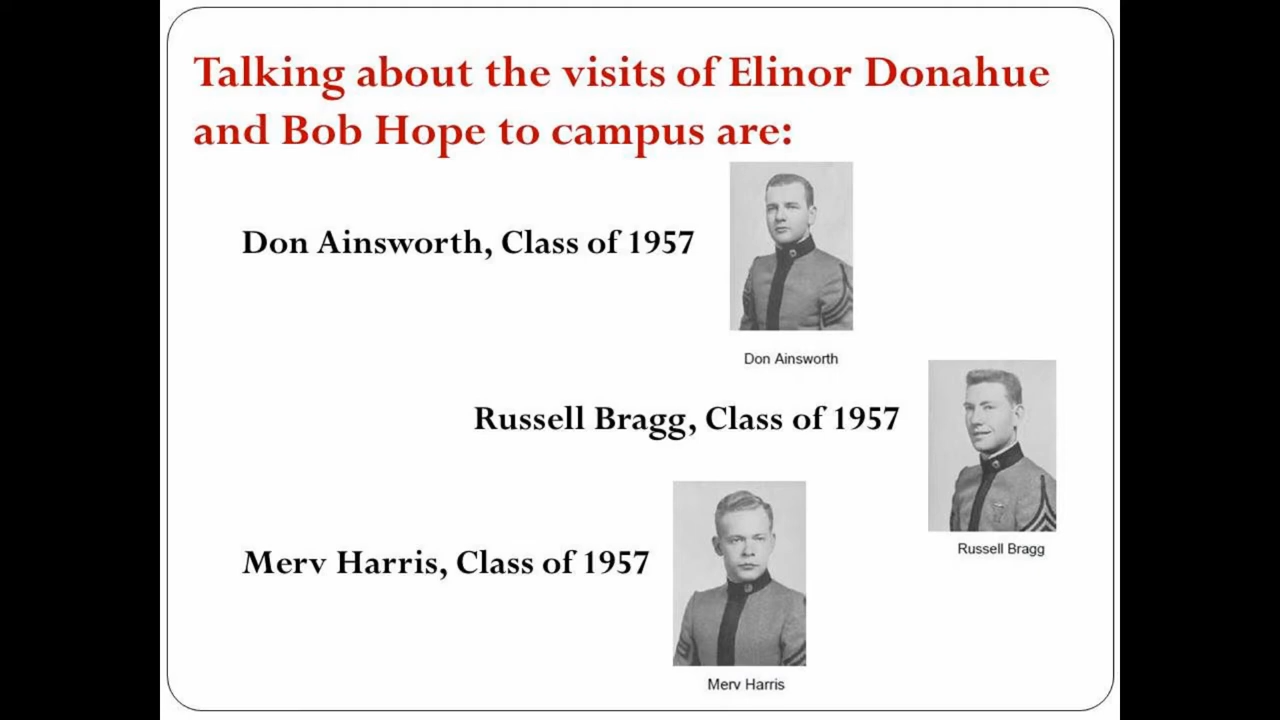 Talking about the visits of Elinor Donahue
and Bob Hope to campus are:
Don Ainsworth, Class of 1957
Don Ainsworth
Russell Bragg, Class of 1957
Russell Bragg
Merv Harris, Class of 1957
Merv Harris